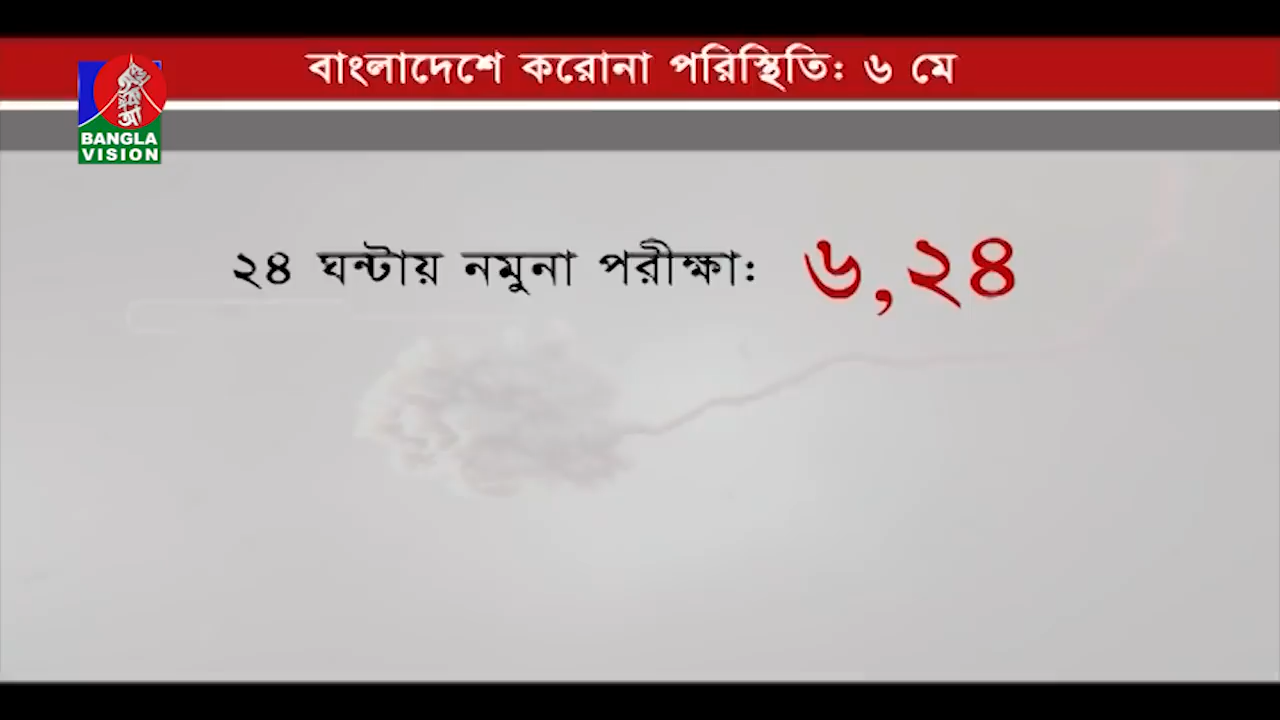 বাংলাদেশে করোনা পরিস্থিতি: ৬ মে
BANGLA
VISION
২৪ ঘন্টায় নমুনা পরীক্ষা: ৬,২৪